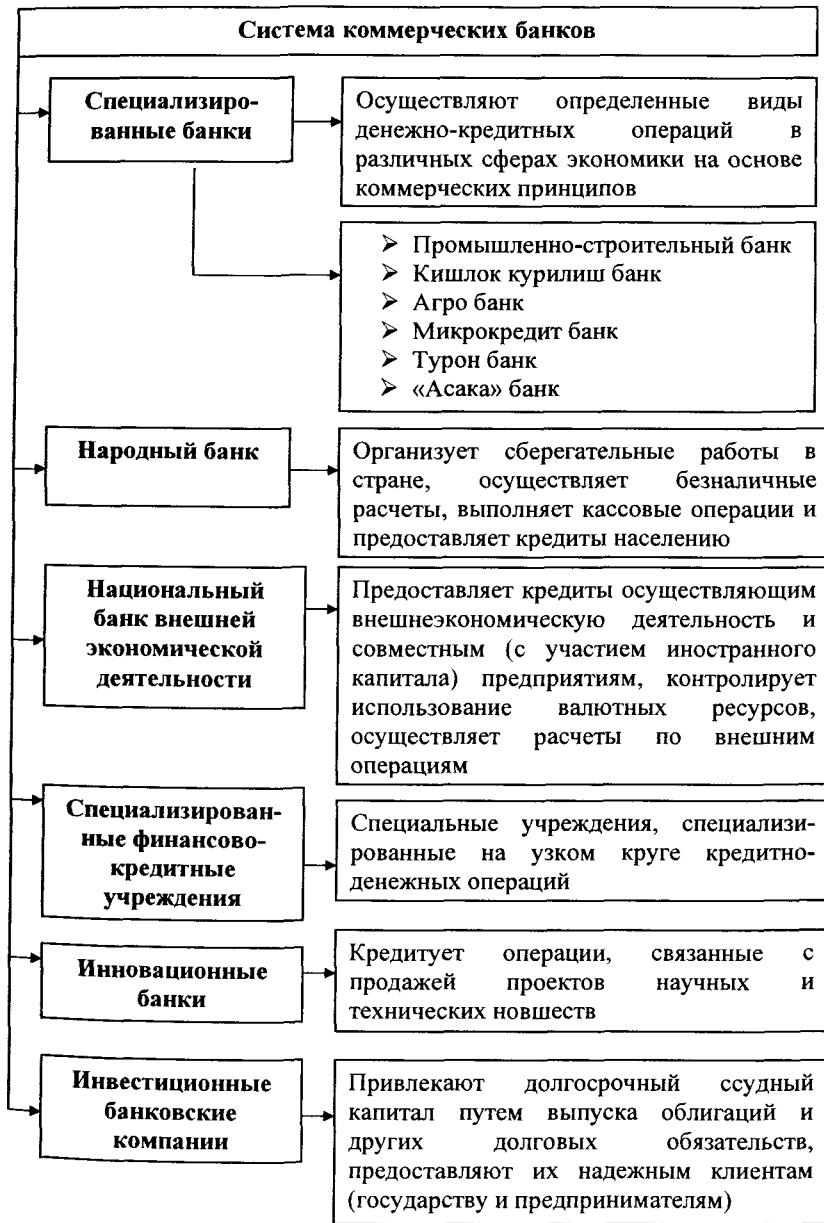 Система коммерческих банков
Специализиро-
ванные банки
Осуществляют определенные виды
денежно-кредитных операций в
различных сферах экономики на основе
коммерческих принципов
➢ Промышленно-строительный банк
➢ Кишлок курилиш банк
➢ Агро банк
➢ Микрокредит банк
➢ Турон банк
➢ «Асака» банк
Народный банк
Организует сберегательные работы в
стране, осуществляет безналичные
расчеты, выполняет кассовые операции и
предоставляет кредиты населению
Национальный
банк внешней
экономической
деятельности
Предоставляет кредиты осуществляющим
внешнеэкономическую деятельность и
совместным (с участием иностранного
капитала) предприятиям, контролирует
использование валютных ресурсов,
осуществляет расчеты по внешним
операциям
Специализирован-
ные финансово-
кредитные
учреждения
Специальные учреждения, специализи-
рованные на узком круге кредитно-
денежных операций
Инновационные
банки
Кредитует операции, связанные с
продажей проектов научных и
технических новшеств
Инвестиционные
банковские
компании
Привлекают долгосрочный ссудный
капитал путем выпуска облигаций и
других долговых обязательств,
предоставляют их надежным клиентам
(государству и предпринимателям)